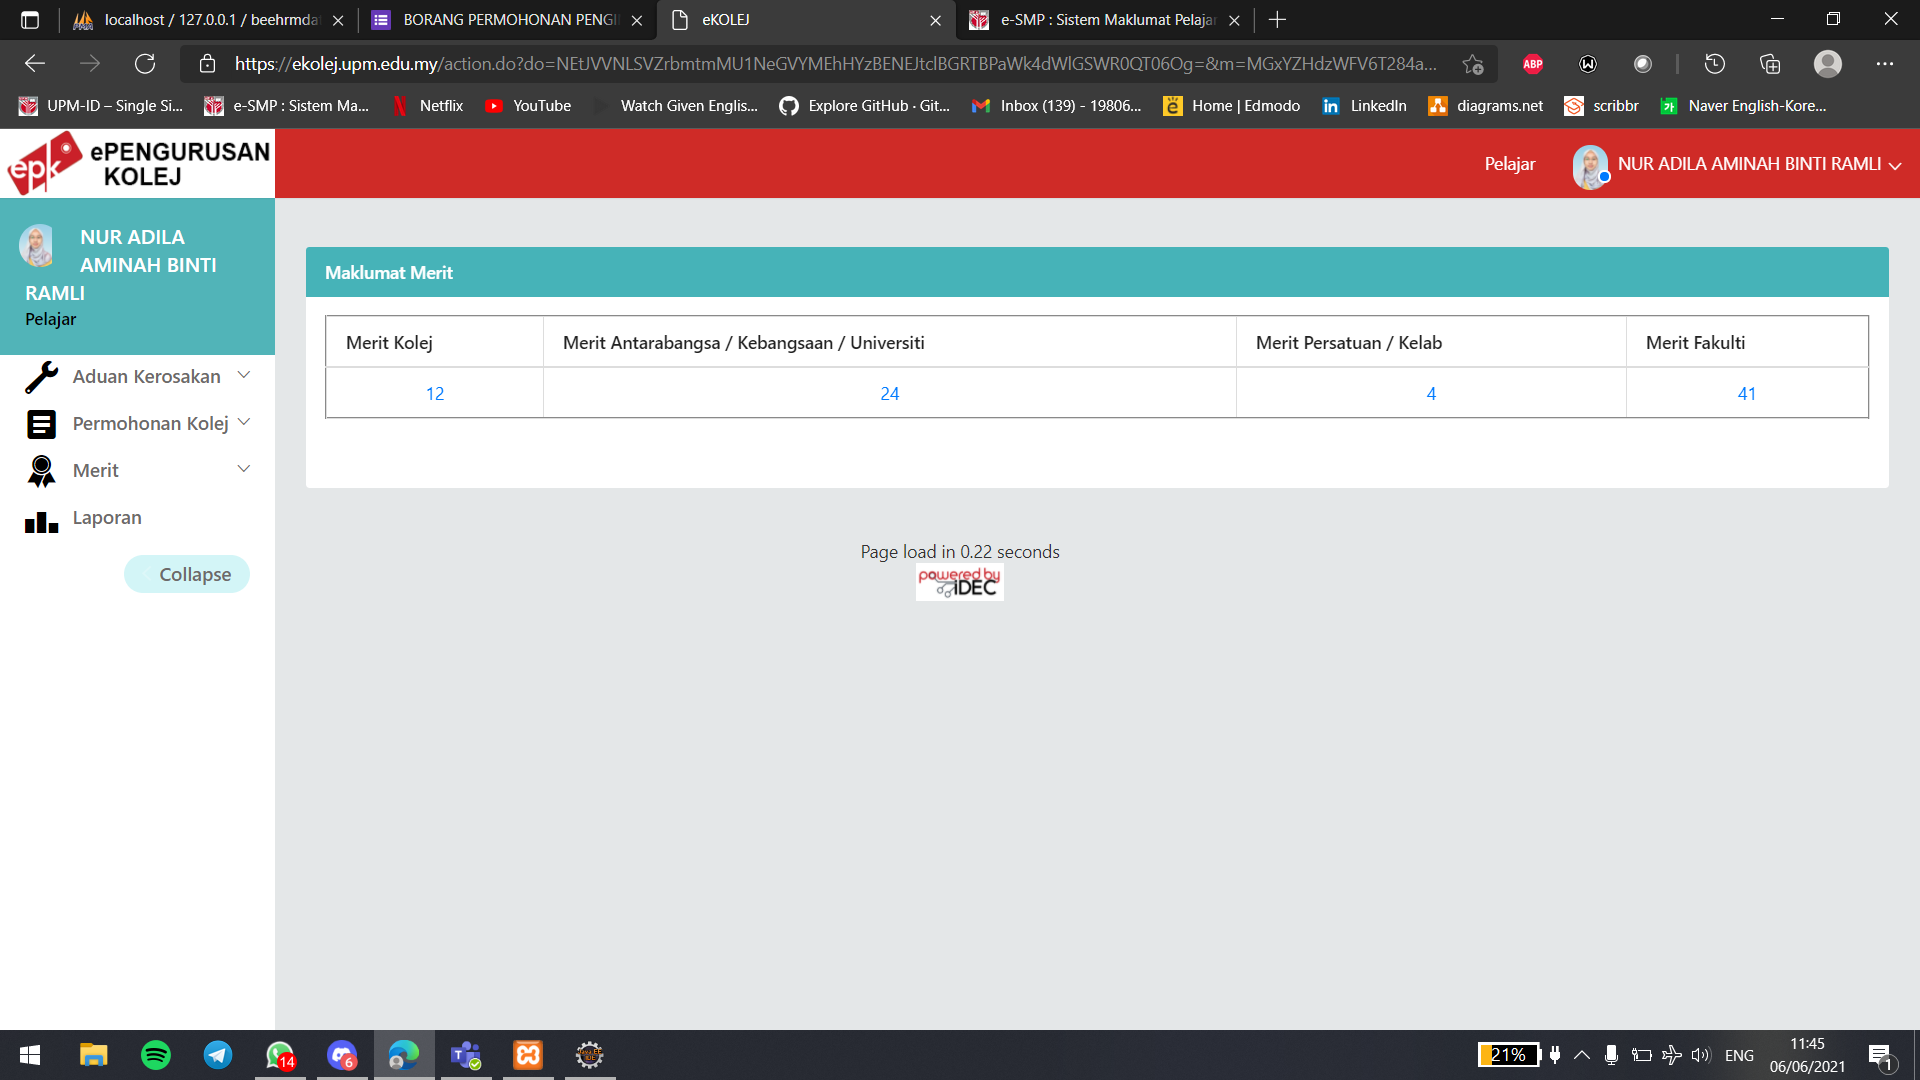 localhost / 127.0.0.1 / beehrmda
BORANG PERMOHONAN PENGI
eKOLEJ
e-SMP : Sistem Maklumat Pelajar
https://ekolej.upm.edu.my/action.do?do=NEtJVVNLSVZrbmtmMU1NeGVYMEhHYzBENEJtclBGRTBPaWk4dWlGSWR0QT06Og=&m=MGxYZHdzWFV6T284a...
ABP
UPM-ID – Single Si...
e-SMP : Sistem Ma...
Netflix
YouTube
Watch Given Englis...
Explore GitHub · Git...
Inbox (139) - 19806...
Home | Edmodo
LinkedIn
diagrams.net
scribbr
Naver English-Kore...
epk ePENGURUSAN
KOLEJ
Pelajar
NUR ADILA AMINAH BINTI RAMLI
NUR ADILA
AMINAH BINTI
RAMLI
Pelajar
Aduan Kerosakan
Permohonan Kolej
Merit
Laporan
Collapse
Maklumat Merit
Merit Kolej
Merit Antarabangsa / Kebangsaan / Universiti
Merit Persatuan / Kelab
Merit Fakulti
12
24
4
41
Page load in 0.22 seconds
powered by
iDEC
14
6
21%
ENG
11:45
06/06/2021
1